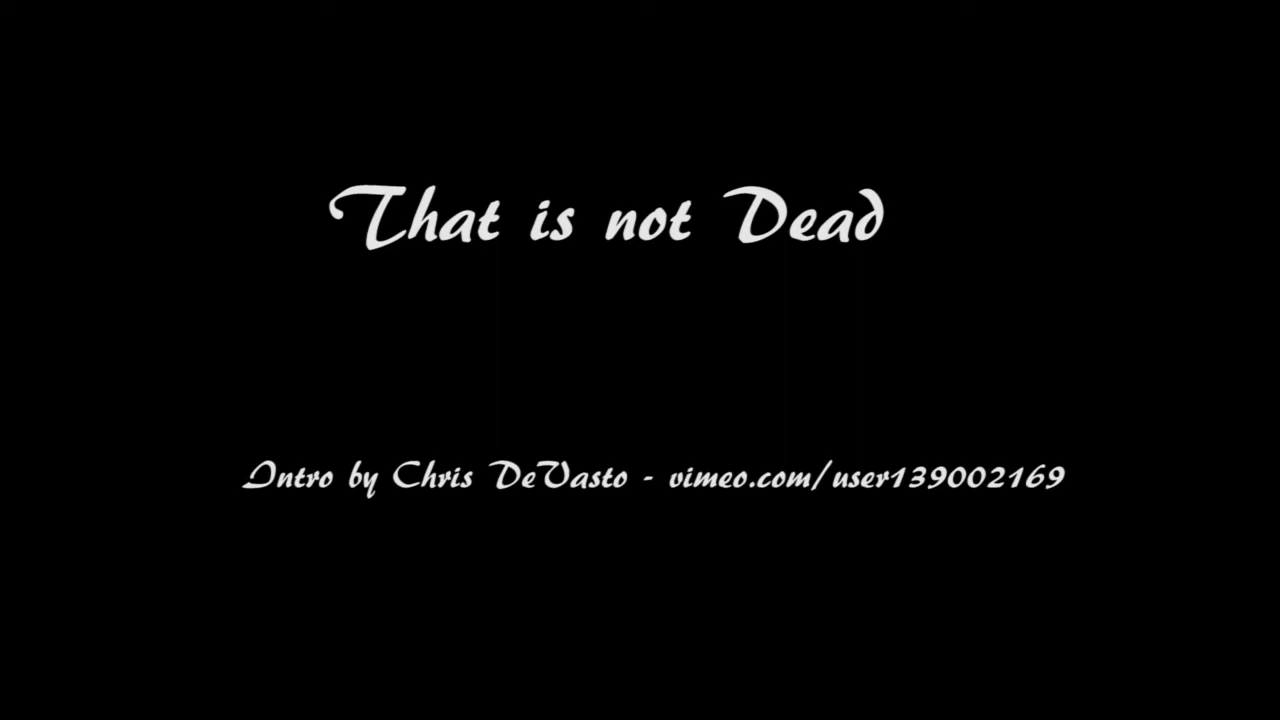 That is not Dead
Intro by Chris DeVasto - vimeo.com/user139002169